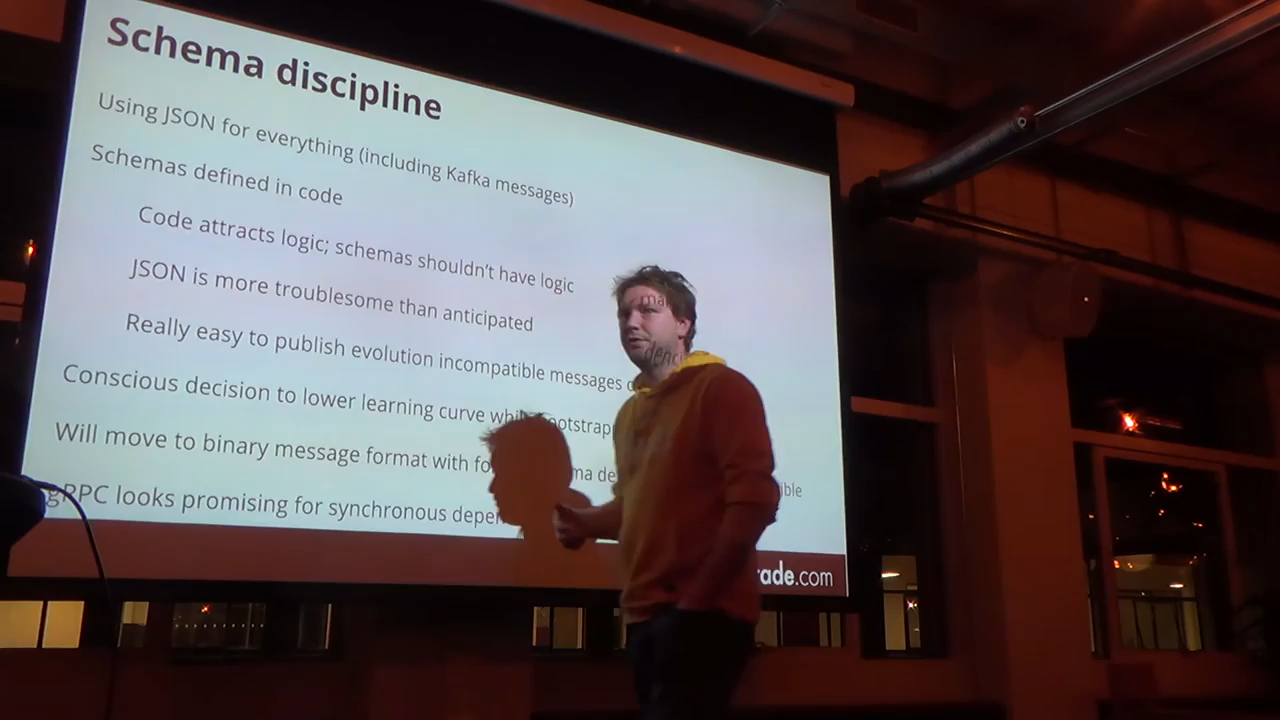 Schema discipline
Using JSON for everything (including Kafka messages)
Schemas defined in code
Code attracts logic; schemas shouldn't have logic
JSON is more troublesome than anticipated
Really easy to publish evolution incompatible messages
Conscious decision to lower learning curve
Will move to binary message format with
gRPC looks promising for synchronous
rade.com